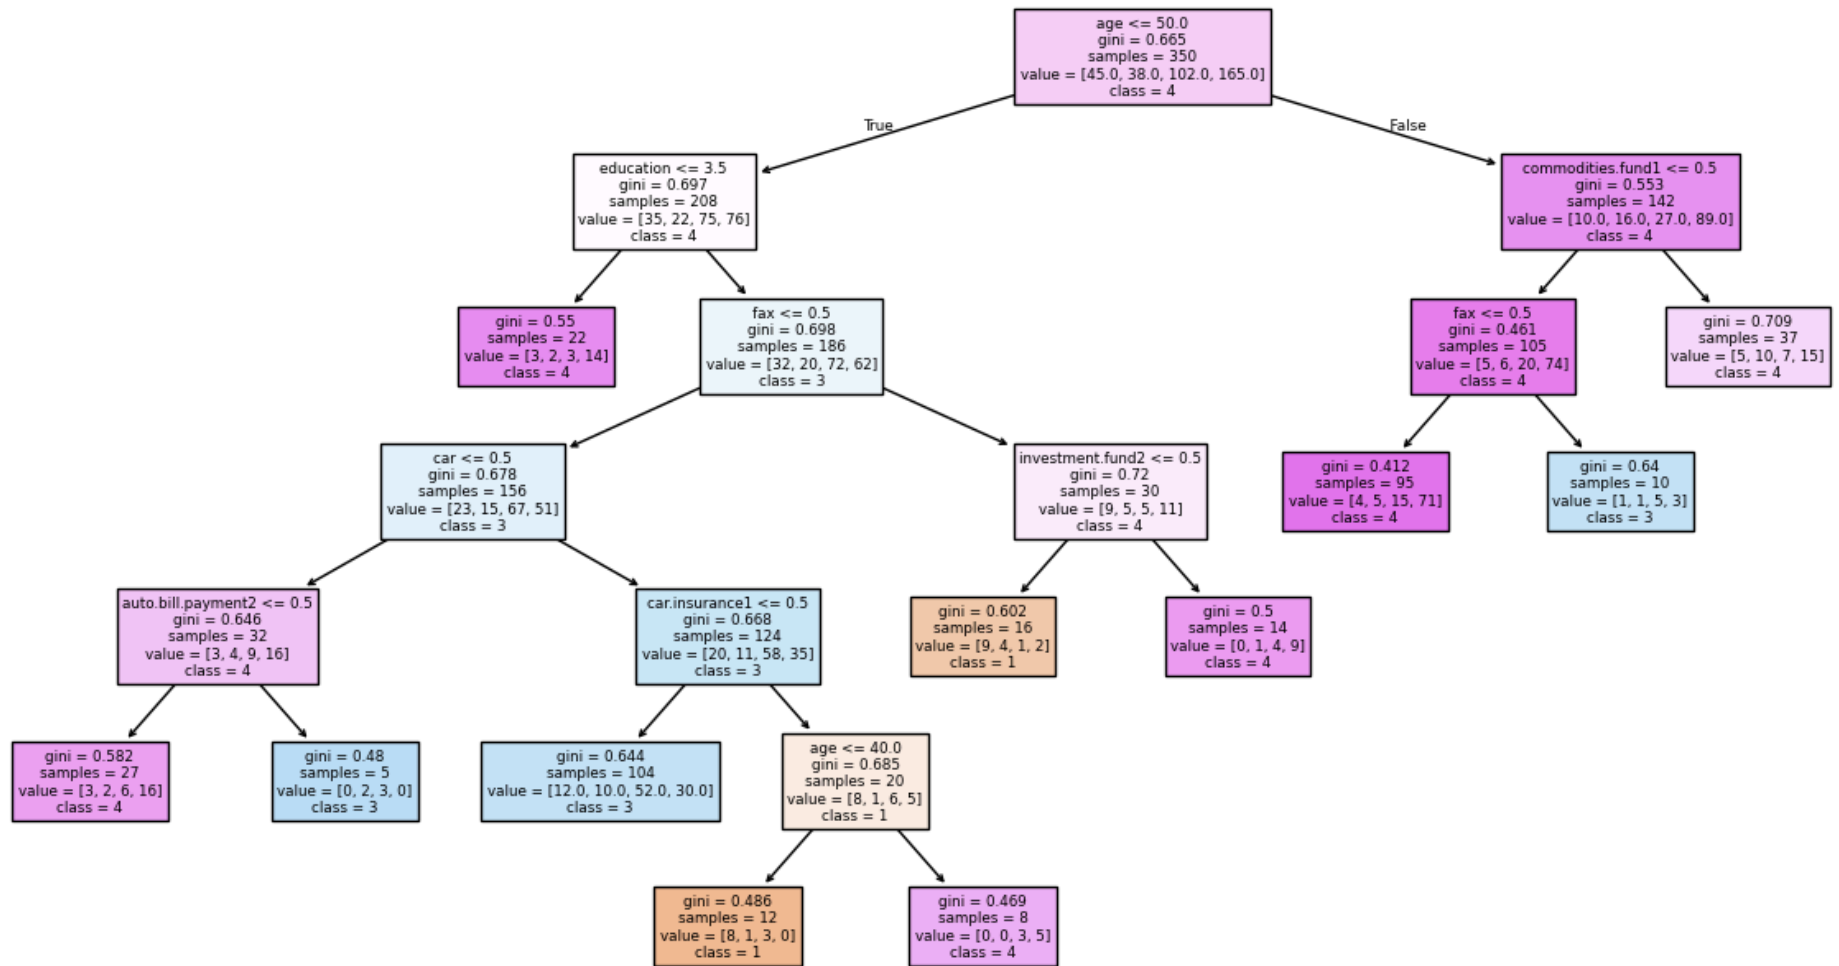 age <= 50.0
gini = 0.665
samples = 350
value = [45.0, 38.0, 102.0, 165.0]
class = 4
True
False
education <= 3.5
gini = 0.697
samples = 208
value = [35, 22, 75, 76]
class = 4
commodities.fund1 <= 0.5
gini = 0.553
samples = 142
value = [10.0, 16.0, 27.0, 89.0]
class = 4
gini = 0.55
samples = 22
value = [3, 2, 3, 14]
class = 4
fax <= 0.5
gini = 0.698
samples = 186
value = [32, 20, 72, 62]
class = 3
fax <= 0.5
gini = 0.461
samples = 105
value = [5, 6, 20, 74]
class = 4
gini = 0.709
samples = 37
value = [5, 10, 7, 15]
class = 4
car <= 0.5
gini = 0.678
samples = 156
value = [23, 15, 67, 51]
class = 3
investment.fund2 <= 0.5
gini = 0.72
samples = 30
value = [9, 5, 5, 11]
class = 4
gini = 0.412
samples = 95
value = [4, 5, 15, 71]
class = 4
gini = 0.64
samples = 10
value = [1, 1, 5, 3]
class = 3
auto.bill.payment2 <= 0.5
gini = 0.646
samples = 32
value = [3, 4, 9, 16]
class = 4
car.insurance1 <= 0.5
gini = 0.668
samples = 124
value = [20, 11, 58, 35]
class = 3
gini = 0.602
samples = 16
value = [9, 4, 1, 2]
class = 1
gini = 0.5
samples = 14
value = [0, 1, 4, 9]
class = 4
gini = 0.582
samples = 27
value = [3, 2, 6, 16]
class = 4
gini = 0.48
samples = 5
value = [0, 2, 3, 0]
class = 3
gini = 0.644
samples = 104
value = [12.0, 10.0, 52.0, 30.0]
class = 3
age <= 40.0
gini = 0.685
samples = 20
value = [8, 1, 6, 5]
class = 1
gini = 0.486
samples = 12
value = [8, 1, 3, 0]
class = 1
gini = 0.469
samples = 8
value = [0, 0, 3, 5]
class = 4